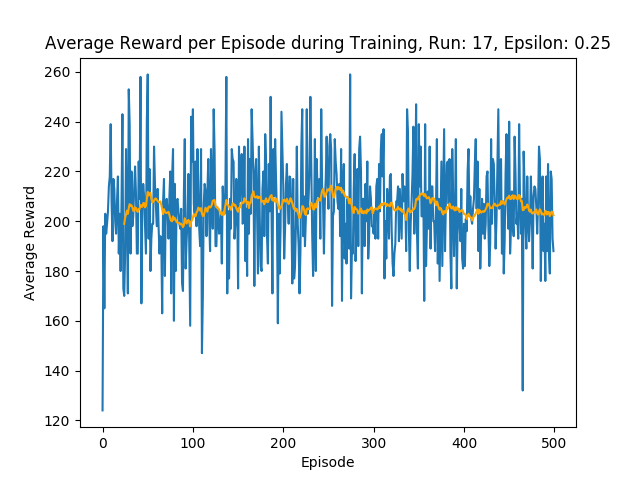 Average Reward per Episode during Training, Run: 17, Epsilon: 0.25
260
240
220
200
180
160
140
120
Average Reward
0 100 200 300 400 500
Episode